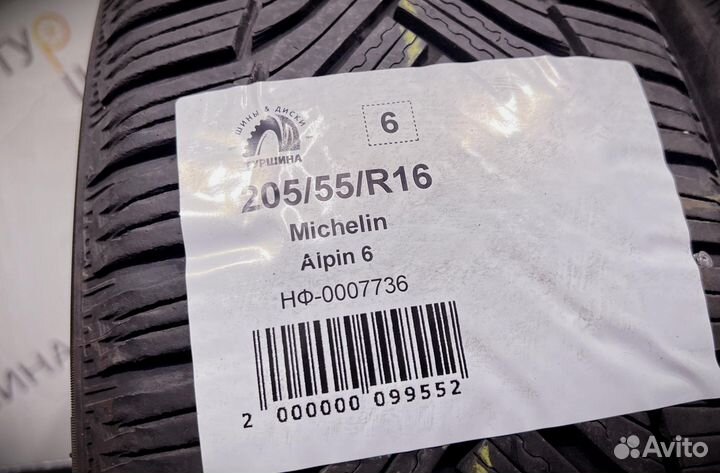 ШИНЫ & ДИСКИ
ТУРШИНА
6
205/55/R16
Michelin
Alpin 6
НФ-0007736
2 000000 099552
Avito